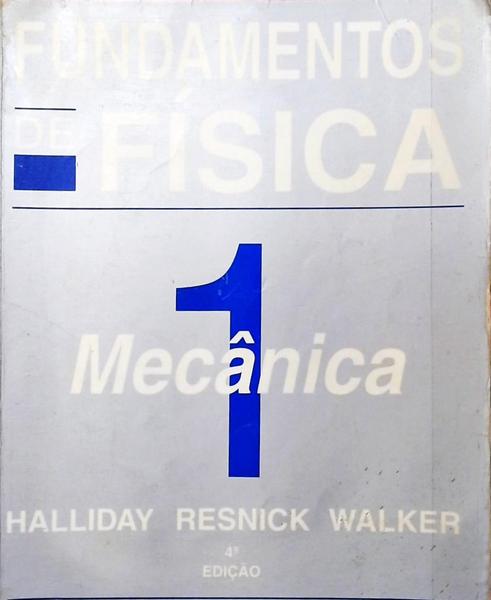 FUNDAMENTOS
DE FÍSICA
1
Mecânica
HALLIDAY RESNICK WALKER
4ª
EDIÇÃO